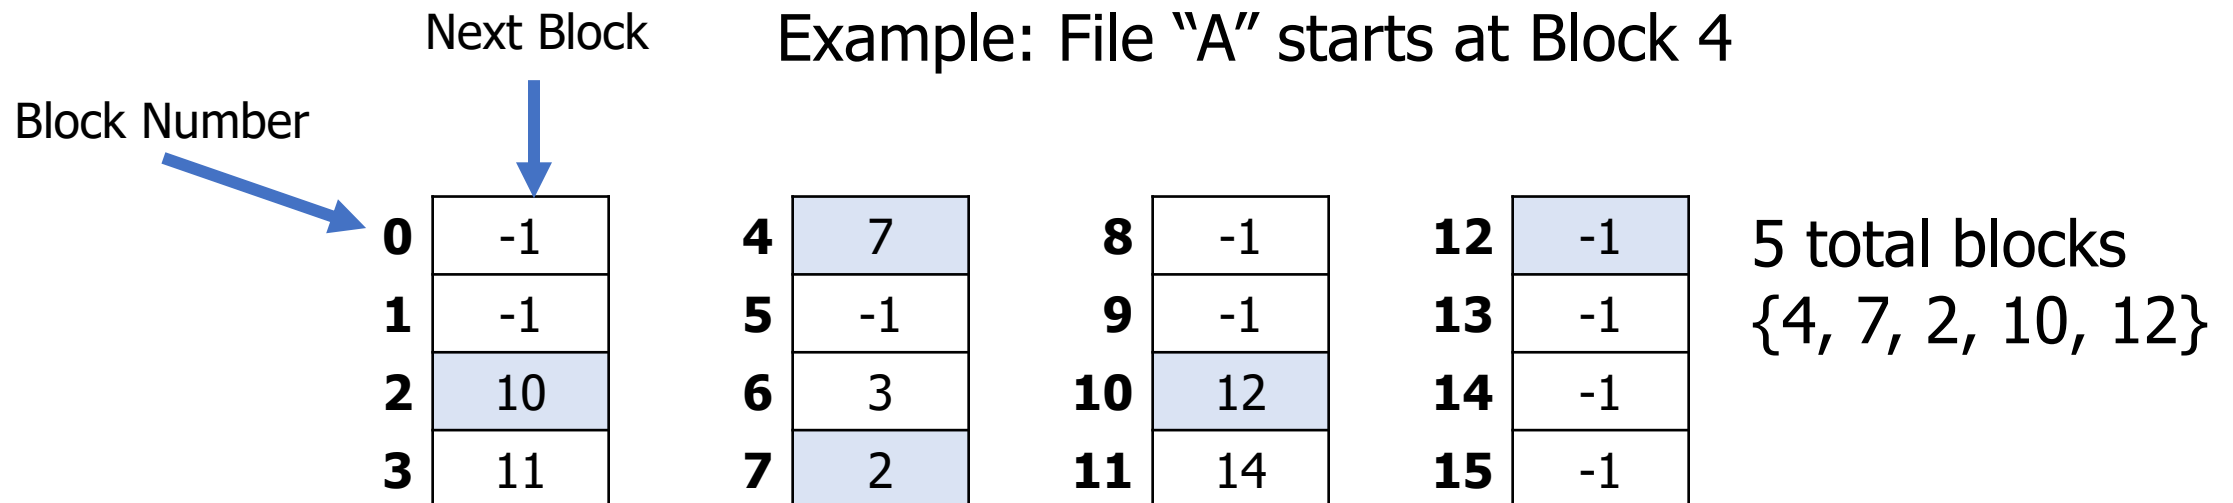 Next Block
Example: File “A” starts at Block 4
Block Number
0 -1 4 7 8 -1 12 -1
1 -1 5 -1 9 -1 13 -1
2 10 6 3 10 12 14 -1
3 11 7 2 11 14 15 -1
5 total blocks
{4, 7, 2, 10, 12}